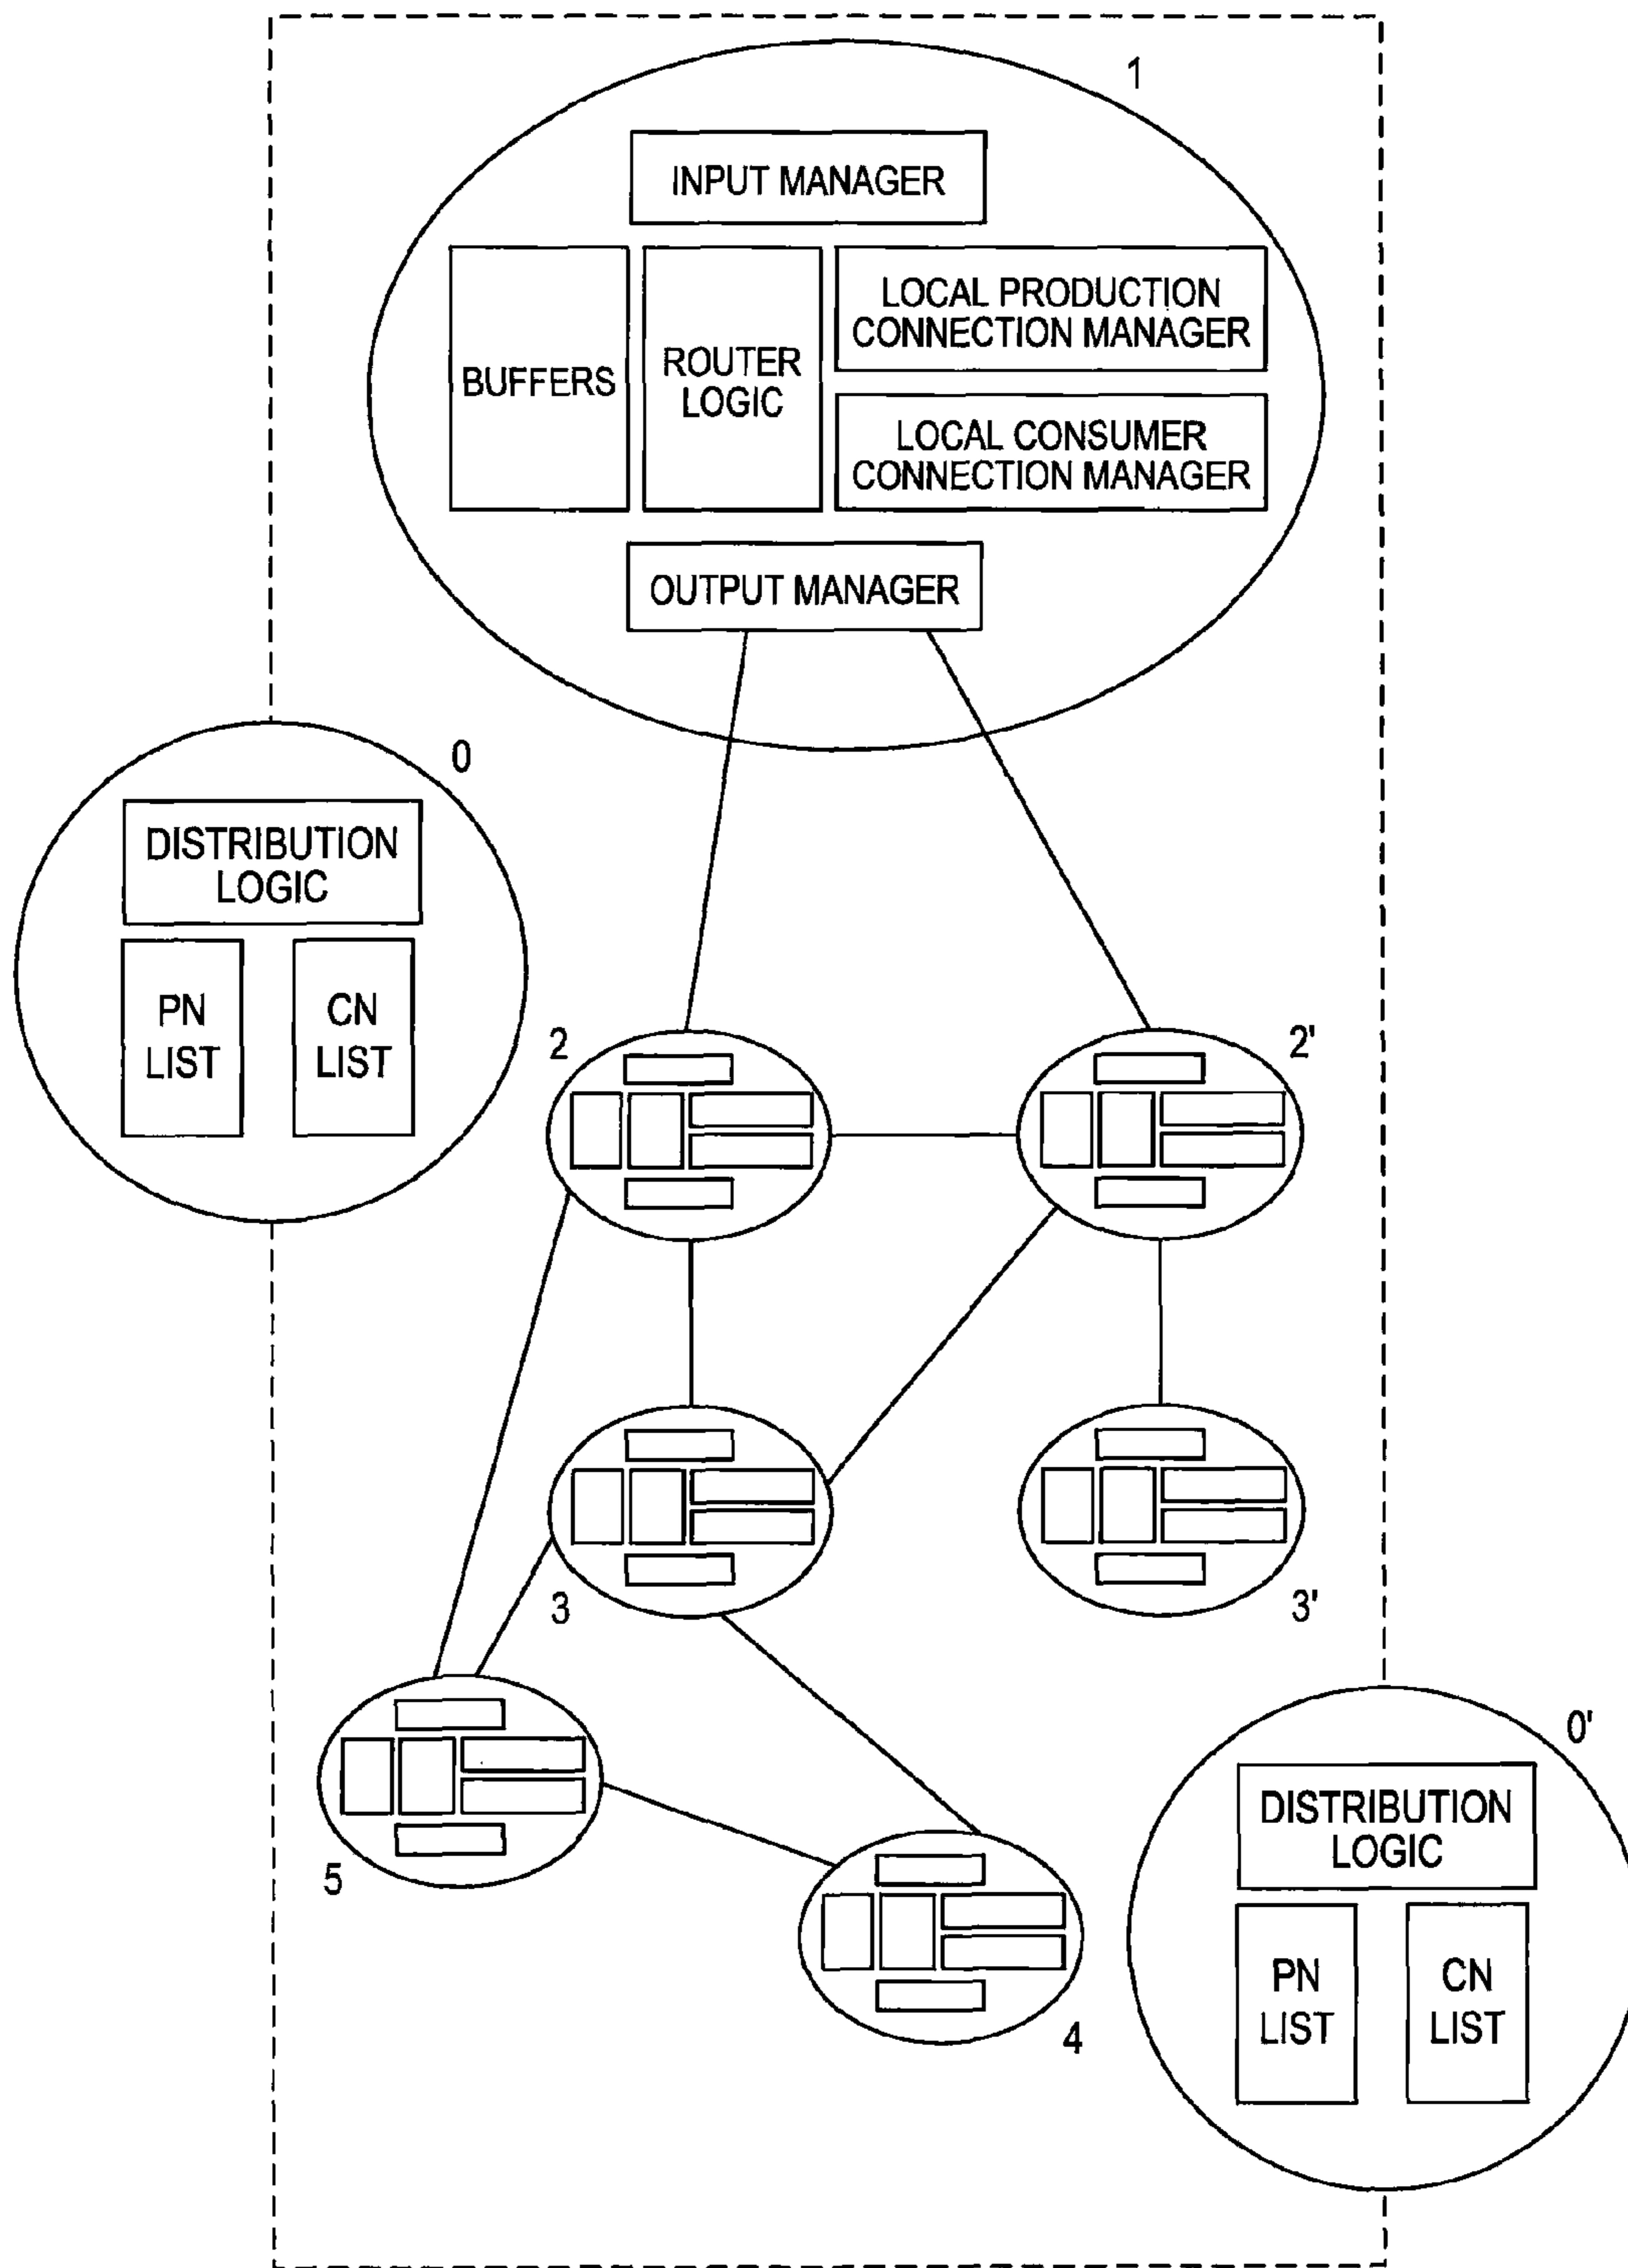 1
INPUT MANAGER
BUFFERS
ROUTER
LOGIC
LOCAL PRODUCTION
CONNECTION MANAGER
LOCAL CONSUMER
CONNECTION MANAGER
OUTPUT MANAGER
0
DISTRIBUTION
LOGIC
PN
LIST
CN
LIST
2
2'
3
3'
5
4
0'
DISTRIBUTION
LOGIC
PN
LIST
CN
LIST